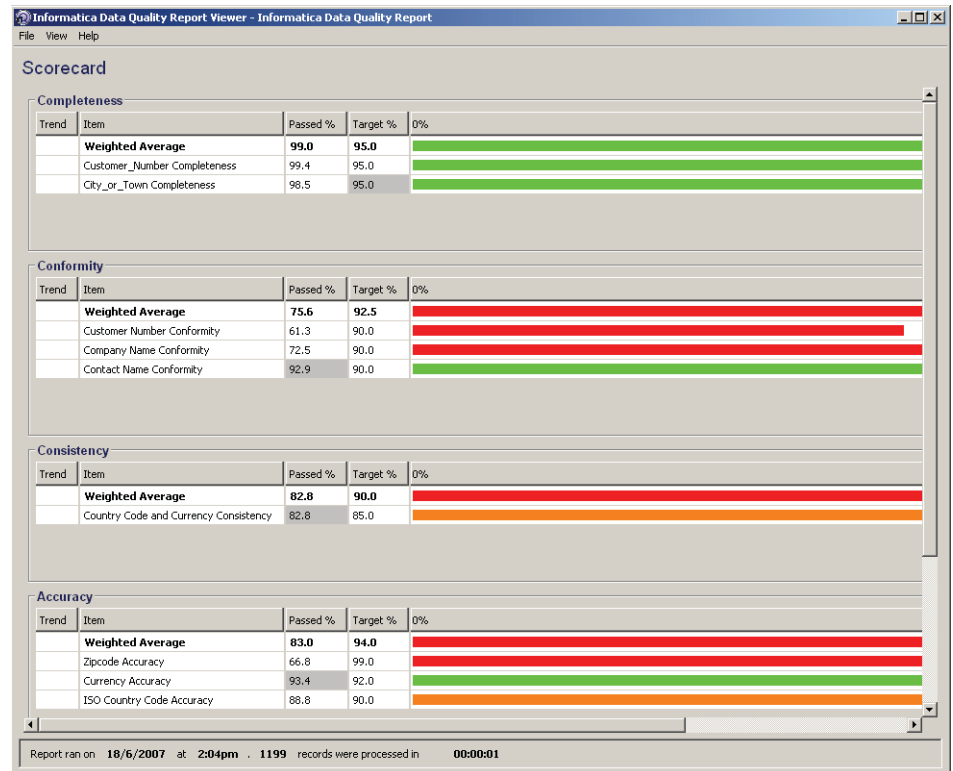 Informatica Data Quality Report Viewer - Informatica Data Quality Report
File View Help
Scorecard
Completeness
Trend Item Passed % Target % 0%
Weighted Average 99.0 95.0
Customer_Number Completeness 99.4 95.0
City_or_Town Completeness 98.5 95.0
Conformity
Trend Item Passed % Target % 0%
Weighted Average 75.6 92.5
Customer Number Conformity 61.3 90.0
Company Name Conformity 72.5 90.0
Contact Name Conformity 92.9 90.0
Consistency
Trend Item Passed % Target % 0%
Weighted Average 82.8 90.0
Country Code and Currency Consistency 82.8 85.0
Accuracy
Trend Item Passed % Target % 0%
Weighted Average 83.0 94.0
Zipcode Accuracy 66.8 99.0
Currency Accuracy 93.4 92.0
ISO Country Code Accuracy 88.8 90.0
Report ran on 18/6/2007 at 2:04pm . 1199 records were processed in 00:00:01